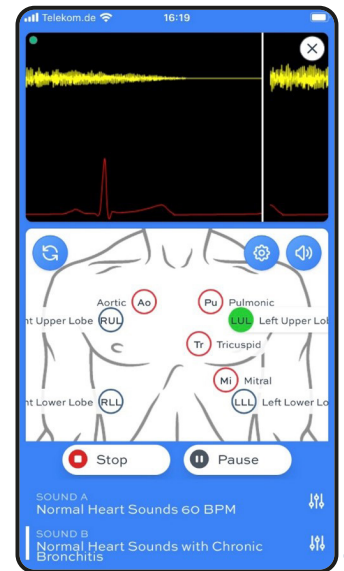 Telekom.de 16:19
Aortic Ao Pu Pulmonic
ht Upper Lobe RUL LUL Left Upper Lob
Tr Tricuspid
Mi Mitral
ht Lower Lobe RLL LLL Left Lower Lo
Stop Pause
SOUND A
Normal Heart Sounds 60 BPM
SOUND B
Normal Heart Sounds with Chronic
Bronchitis